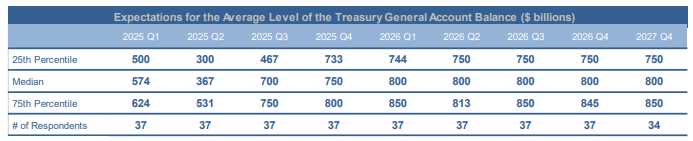 Expectations for the Average Level of the Treasury General Account Balance ($ billions)
2025 Q1 2025 Q2 2025 Q3 2025 Q4 2026 Q1 2026 Q2 2026 Q3 2026 Q4 2027 Q4
25th Percentile 500 300 467 733 744 750 750 750 750
Median 574 367 700 750 800 800 800 800 800
75th Percentile 624 531 750 800 850 813 850 845 850
# of Respondents 37 37 37 37 37 37 37 37 34